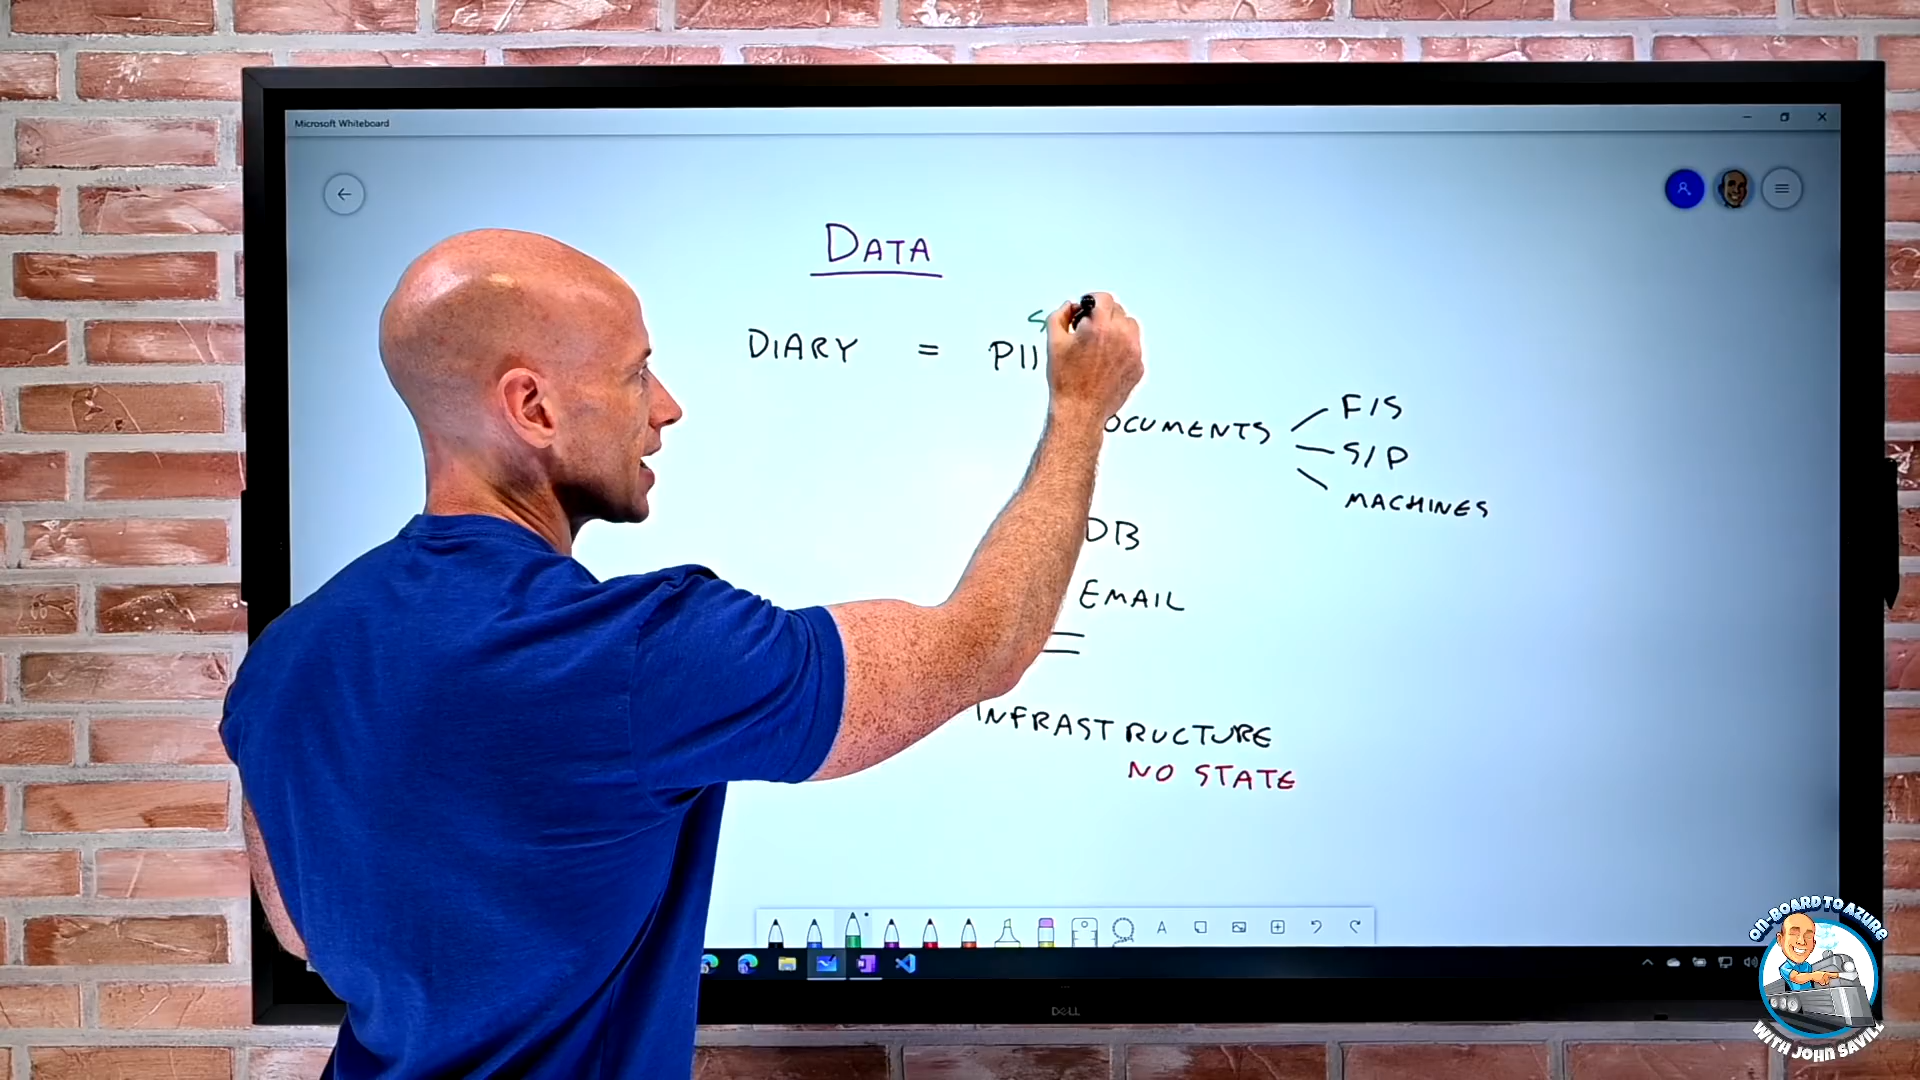 Microsoft Whiteboard
DATA
DIARY = PII
OCUMENTS
F/S
S/P
MACHINES
DB
EMAIL
INFRASTRUCTURE
NO STATE
A
DELL
ON-BOARD TO AZURE
WITH JOHN SAVILL